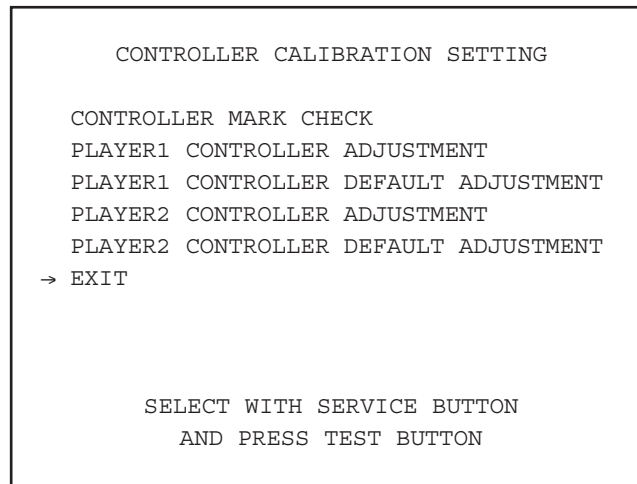 CONTROLLER CALIBRATION SETTING
CONTROLLER MARK CHECK
PLAYER1 CONTROLLER ADJUSTMENT
PLAYER1 CONTROLLER DEFAULT ADJUSTMENT
PLAYER2 CONTROLLER ADJUSTMENT
PLAYER2 CONTROLLER DEFAULT ADJUSTMENT
→ EXIT
SELECT WITH SERVICE BUTTON
AND PRESS TEST BUTTON